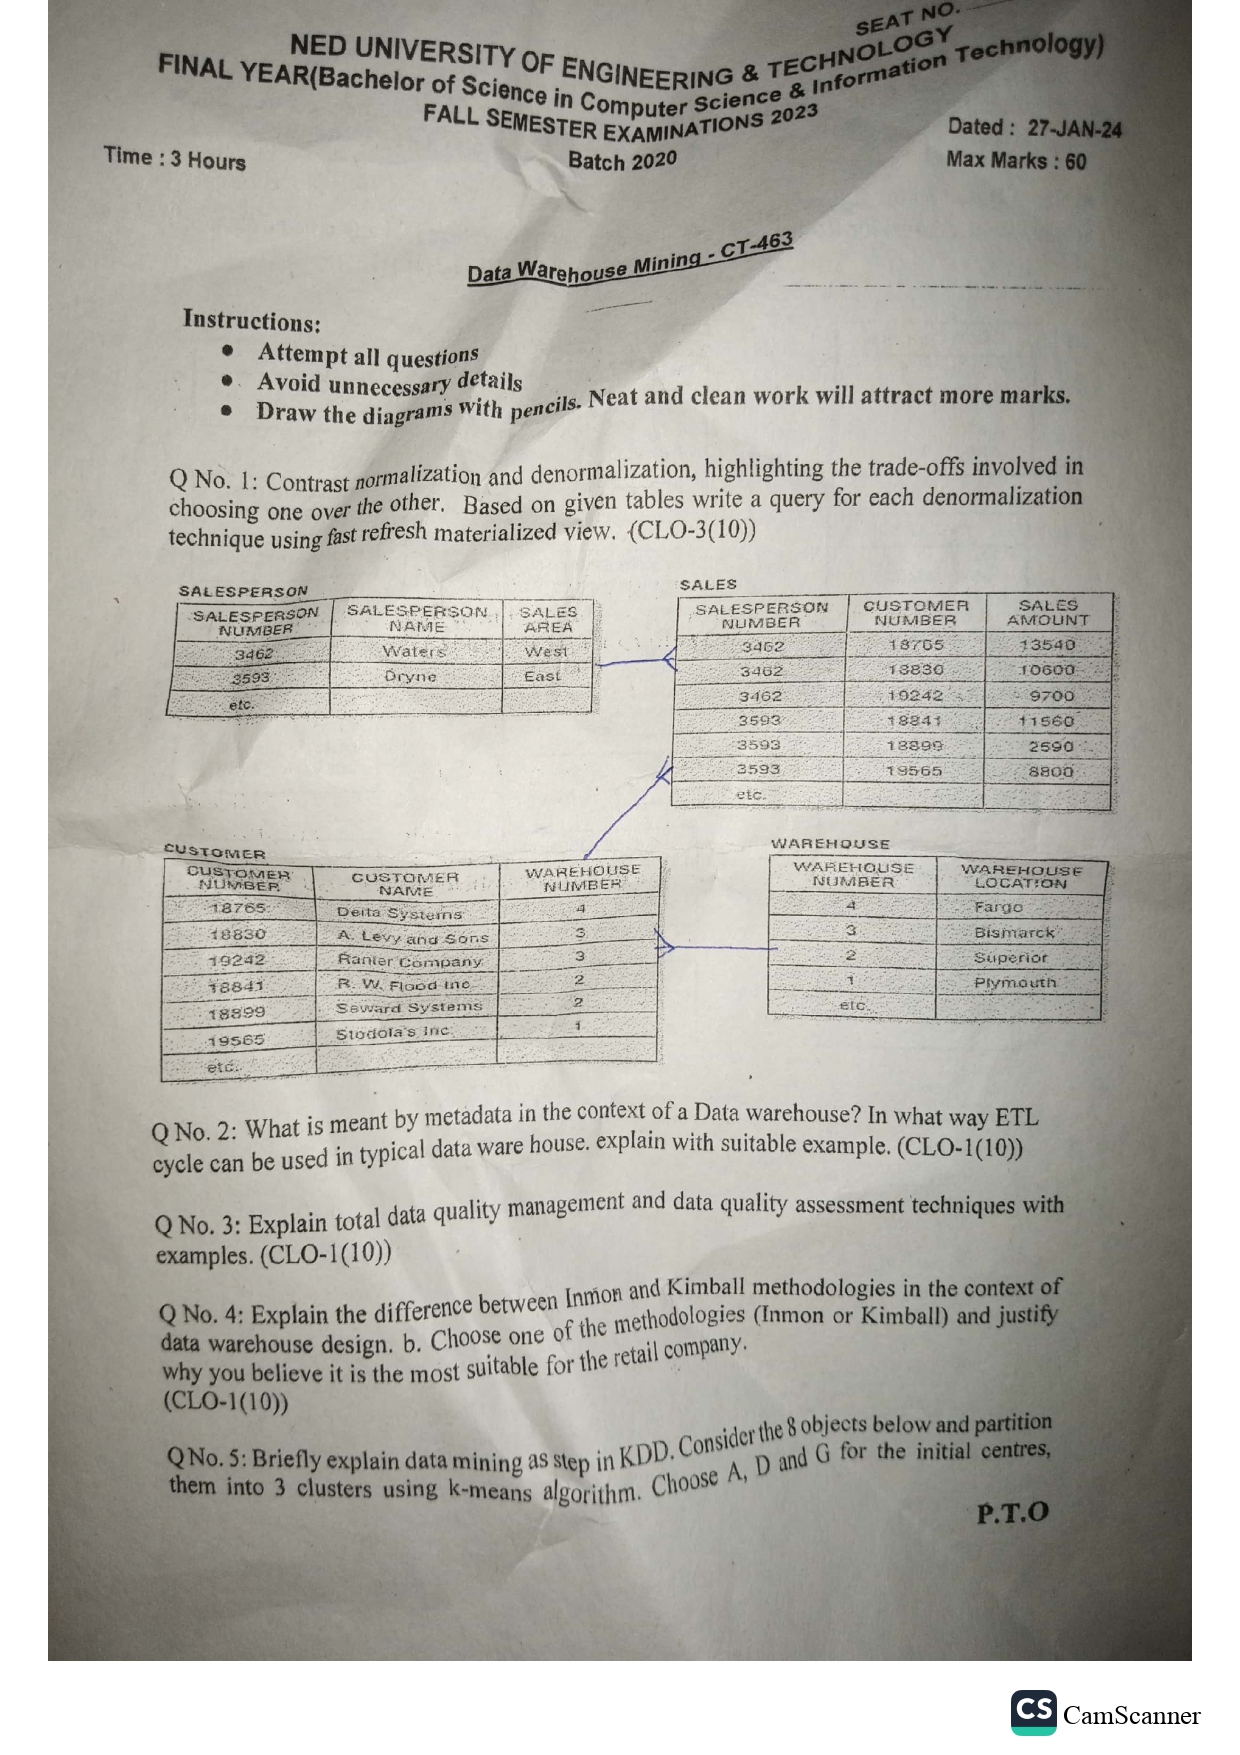 SEAT NO.
NED UNIVERSITY OF ENGINEERING & TECHNOLOGY
FINAL YEAR(Bachelor of Science in Computer Science & Information Technology)
FALL SEMESTER EXAMINATIONS 2023
Batch 2020
Time : 3 Hours
Dated : 27-JAN-24
Max Marks : 60
Data Warehouse Mining - CT-463
Instructions:
• Attempt all questions
• Avoid unnecessary details
• Draw the diagrams with pencils. Neat and clean work will attract more marks.
Q No. 1: Contrast normalization and denormalization, highlighting the trade-offs involved in
choosing one over the other. Based on given tables write a query for each denormalization
technique using fast refresh materialized view. (CLO-3(10))
SALESPERSON
SALESPERSON NUMBER SALESPERSON NAME SALES AREA
3462 Waters West
3593 Dryne East
etc.
SALES
SALESPERSON NUMBER CUSTOMER NUMBER SALES AMOUNT
3462 18765 13540
3462 18830 10600
3462 19242 9700
3593 18841 11560
3593 18899 2590
3593 19565 8800
etc.
CUSTOMER
CUSTOMER NUMBER CUSTOMER NAME WAREHOUSE NUMBER
18765 Delta Systems 4
18830 A. Levy and Sons 3
19242 Ranier Company 3
18841 R. W. Flood Inc 2
18899 Seward Systems 2
19565 Stodola's Inc. 1
etc.
WAREHOUSE
WAREHOUSE NUMBER WAREHOUSE LOCATION
4 Fargo
3 Bismarck
2 Superior
1 Plymouth
etc.
Q No. 2: What is meant by metadata in the context of a Data warehouse? In what way ETL
cycle can be used in typical data ware house. explain with suitable example. (CLO-1(10))
Q No. 3: Explain total data quality management and data quality assessment techniques with
examples. (CLO-1(10))
Q No. 4: Explain the difference between Inmon and Kimball methodologies in the context of
data warehouse design. b. Choose one of the methodologies (Inmon or Kimball) and justify
why you believe it is the most suitable for the retail company.
(CLO-1(10))
Q No. 5: Briefly explain data mining as step in KDD. Consider the 8 objects below and partition
them into 3 clusters using k-means algorithm. Choose A, D and G for the initial centres,
P.T.O
CS CamScanner